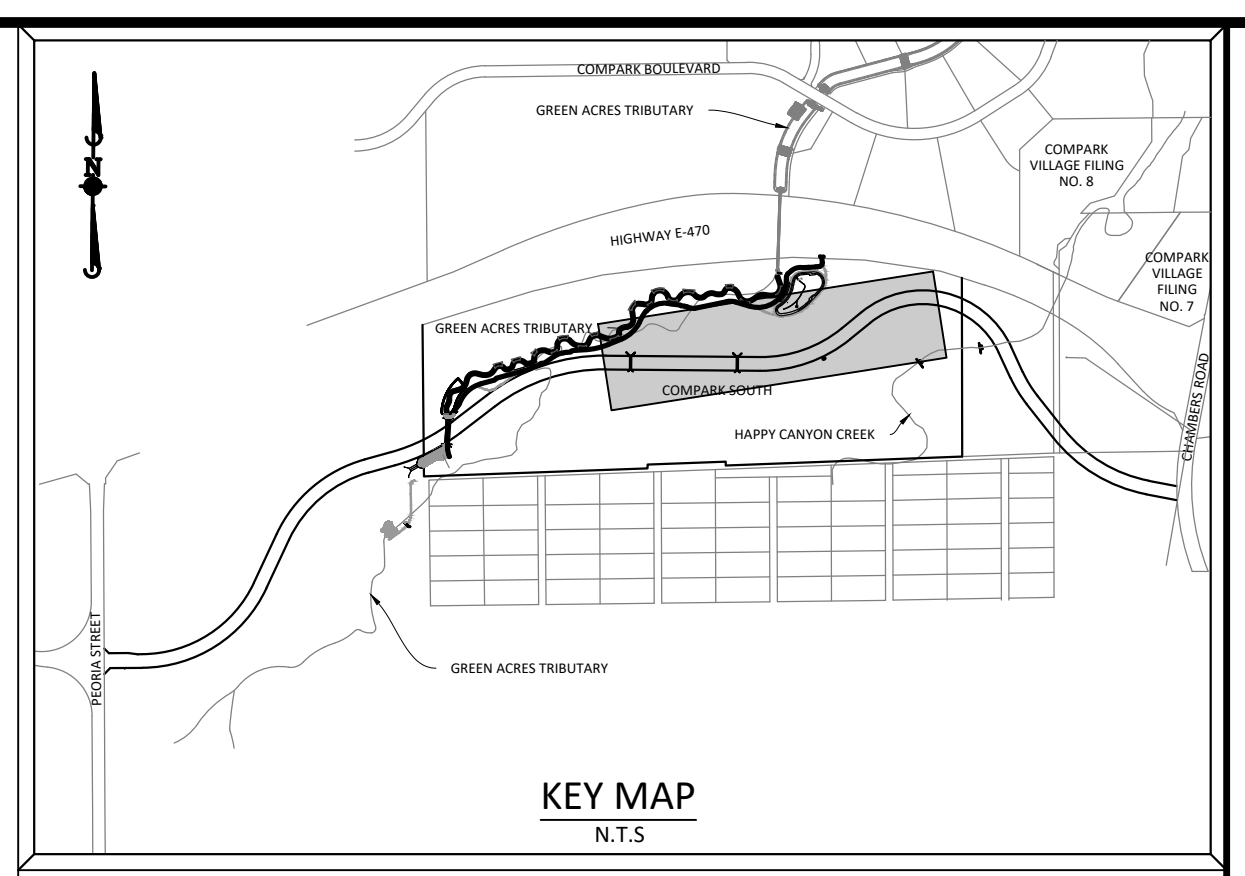 COMPARK BOULEVARD
GREEN ACRES TRIBUTARY
COMPARK
VILLAGE FILING
NO. 8
N
HIGHWAY E-470
COMPARK
VILLAGE
FILING
NO. 7
GREEN ACRES TRIBUTARY
COMPARK SOUTH
CHAMBERS ROAD
HAPPY CANYON CREEK
PEORIA STREET
GREEN ACRES TRIBUTARY
KEY MAP
N.T.S